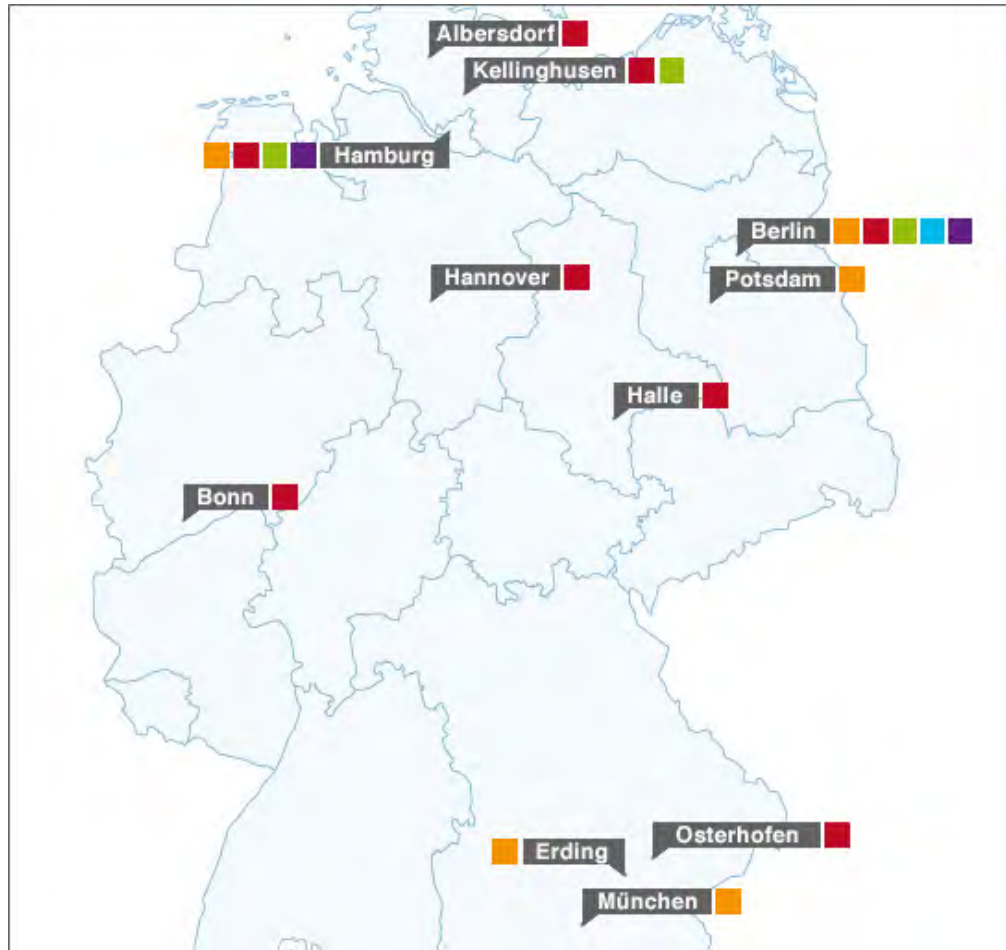 Albersdorf
Kellinghusen
Hamburg
Berlin
Hannover
Potsdam
Halle
Bonn
Osterhofen
Erding
München